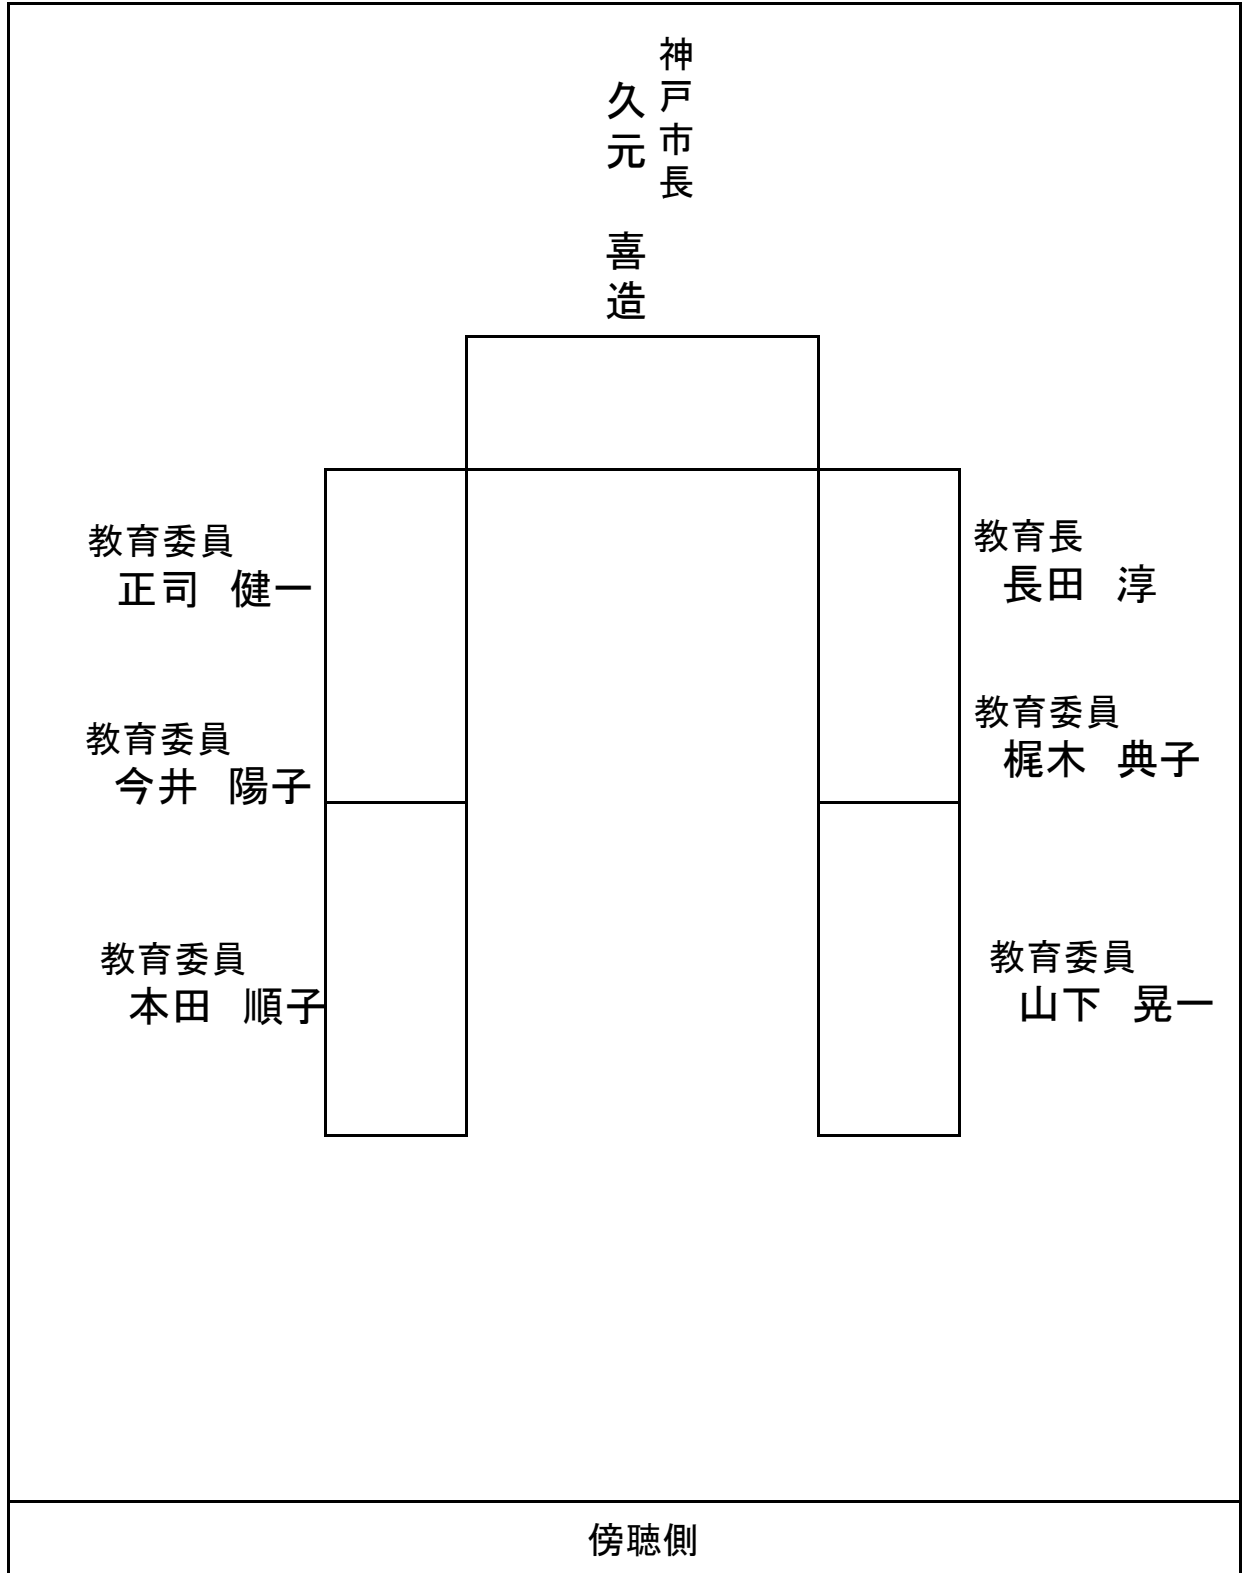 神戸市長
久元　喜造
教育委員
正司　健一
教育長
長田　淳
教育委員
今井　陽子
教育委員
梶木　典子
教育委員
本田　順子
教育委員
山下　晃一
傍聴側